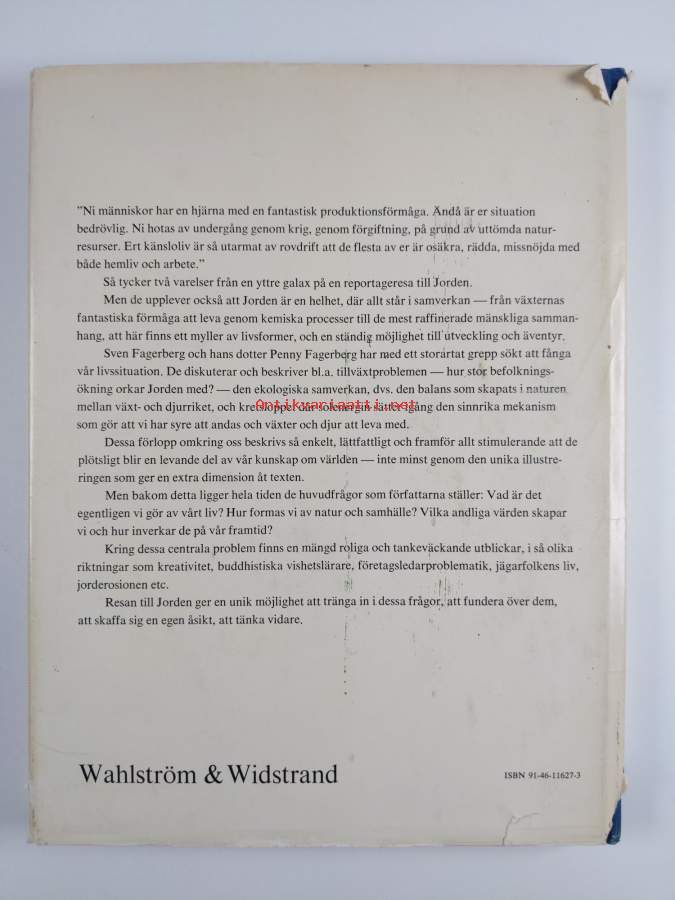 ”Ni människor har en hjärna med en fantastisk produktionsförmåga. Ändå är er situation
bedrövlig. Ni hotas av undergång genom krig, genom förgiftning, på grund av uttömda natur-
resurser. Ert känsloliv är så utarmat av rovdrift att de flesta av er är osäkra, rädda, missnöjda med
både hemliv och arbete.”
Så tycker två varelser från en yttre galax på en reportageresa till Jorden.
Men de upplever också att Jorden är en helhet, där allt står i samverkan — från växternas
fantastiska förmåga att leva genom kemiska processer till de mest raffinerade mänskliga samman-
hang, att här finns ett myller av livsformer, och en ständig möjlighet till utveckling och äventyr.
Sven Fagerberg och hans dotter Penny Fagerberg har med ett storartat grepp sökt att fånga
vår livssituation. De diskuterar och beskriver bl.a. tillväxtproblemen — hur stor befolknings-
ökning orkar Jorden med? — den ekologiska samverkan, dvs. den balans som skapats i naturen
mellan växt- och djurriket, och kretsloppet där solenergin sätter igång den sinnrika mekanism
Antikvariaatti.net
som gör att vi har syre att andas och växter och djur att leva med.
Dessa förlopp omkring oss beskrivs så enkelt, lättfattligt och framför allt stimulerande att de
plötsligt blir en levande del av vår kunskap om världen — inte minst genom den unika illustre-
ringen som ger en extra dimension åt texten.
Men bakom detta ligger hela tiden de huvudfrågor som författarna ställer: Vad är det
egentligen vi gör av vårt liv? Hur formas vi av natur och samhälle? Vilka andliga värden skapar
vi och hur inverkar de på vår framtid?
Kring dessa centrala problem finns en mängd roliga och tankeväckande utblickar, i så olika
riktningar som kreativitet, buddhistiska vishetslärare, företagsledarproblematik, jägarfolkens liv,
jorderosionen etc.
Resan till Jorden ger en unik möjlighet att tränga in i dessa frågor, att fundera över dem,
att skaffa sig en egen åsikt, att tänka vidare.
Wahlström & Widstrand
ISBN 91-46-11627-3